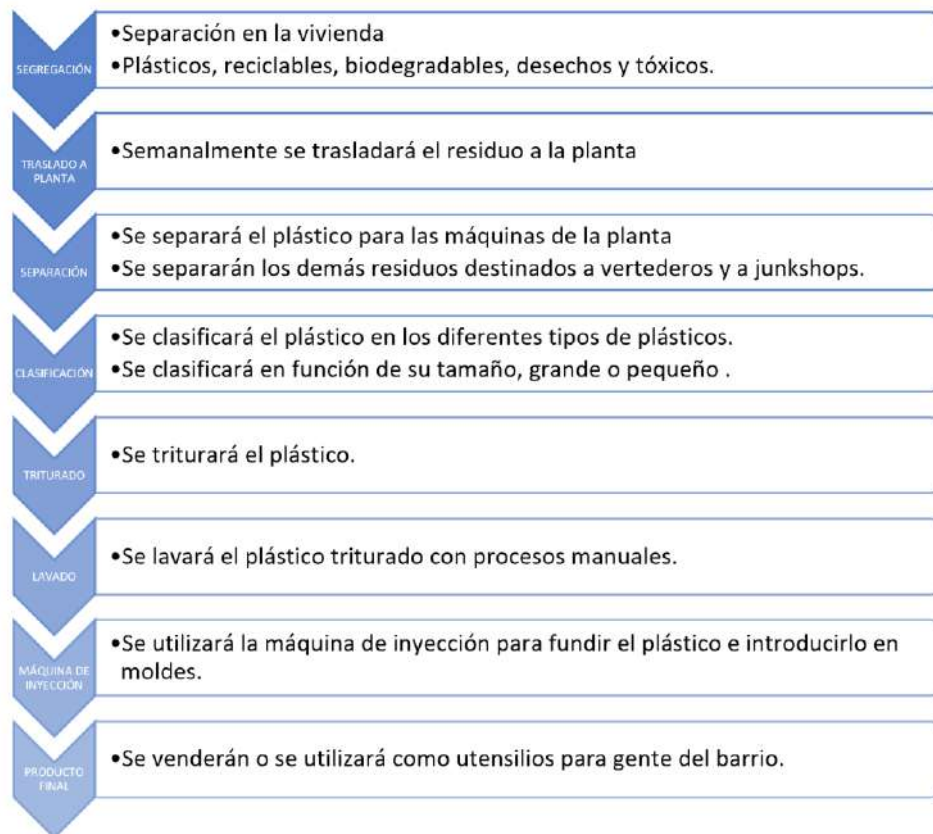 SEGREGACIÓN
•Separación en la vivienda
•Plásticos, reciclables, biodegradables, desechos y tóxicos.
TRASLADO A
PLANTA
•Semanalmente se trasladará el residuo a la planta
SEPARACIÓN
•Se separará el plástico para las máquinas de la planta
•Se separarán los demás residuos destinados a vertederos y a junkshops.
CLASIFICACIÓN
•Se clasificará el plástico en los diferentes tipos de plásticos.
•Se clasificará en función de su tamaño, grande o pequeño .
TRITURADO
•Se triturará el plástico.
LAVADO
•Se lavará el plástico triturado con procesos manuales.
MÁQUINA DE
INYECCIÓN
•Se utilizará la máquina de inyección para fundir el plástico e introducirlo en
moldes.
PRODUCTO
FINAL
•Se venderán o se utilizará como utensilios para gente del barrio.